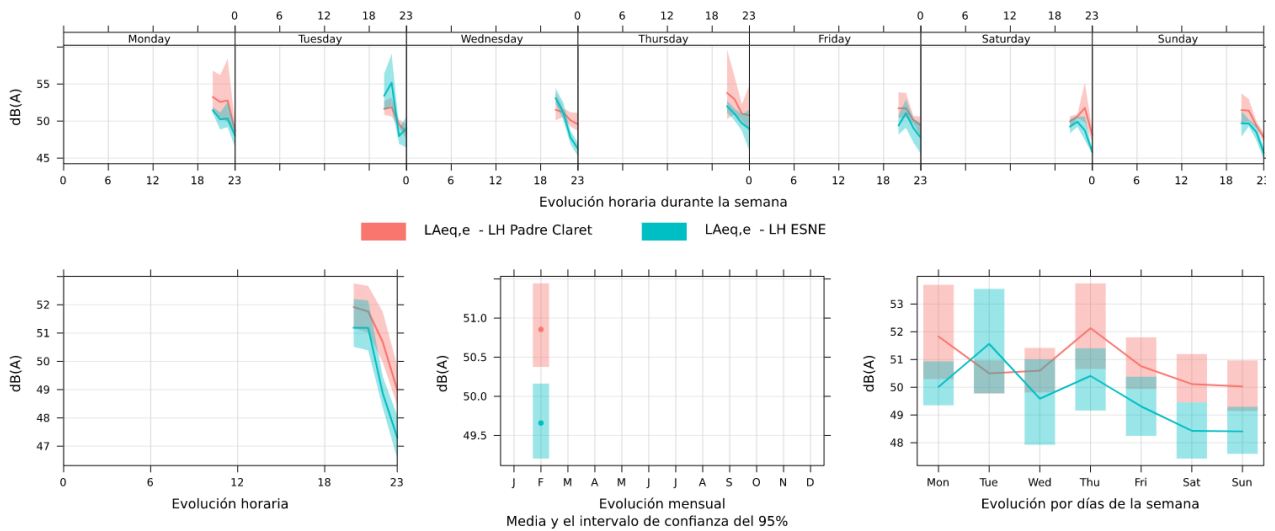 0 6 12 18 23 0 6 12 18 23 0 6 12 18 23
Monday Tuesday Wednesday Thursday Friday Saturday Sunday
55
50
45
dB(A)
0 6 12 18 23 0 6 12 18 23 0 6 12 18 23 0 6 12 18 23
Evolución horaria durante la semana
LAeq,e - LH Padre Claret LAeq,e - LH ESNE
52
51
50
49
48
47
dB(A)
0 6 12 18 23
Evolución horaria
51.0
50.5
50.0
49.5
dB(A)
J F M A M J J A S O N D
Evolución mensual
53
52
51
50
49
48
dB(A)
Mon Tue Wed Thu Fri Sat Sun
Evolución por días de la semana
Media y el intervalo de confianza del 95%